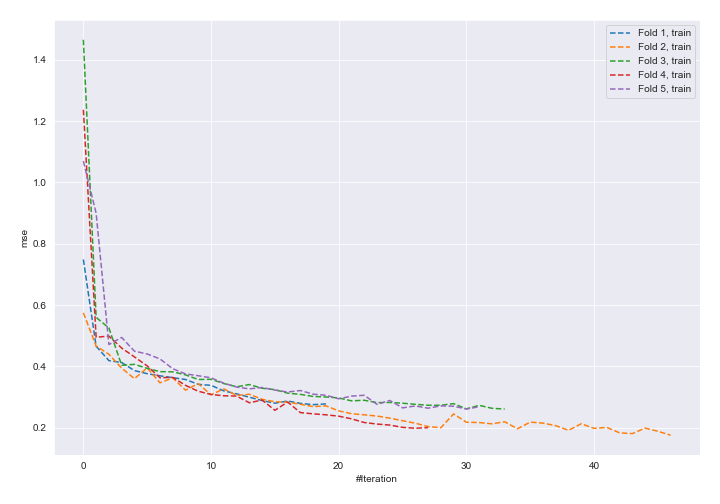 1.4
1.2
1.0
0.8
0.6
0.4
0.2
mse
0
10
20
30
40
#Iteration
Fold 1, train
Fold 2, train
Fold 3, train
Fold 4, train
Fold 5, train